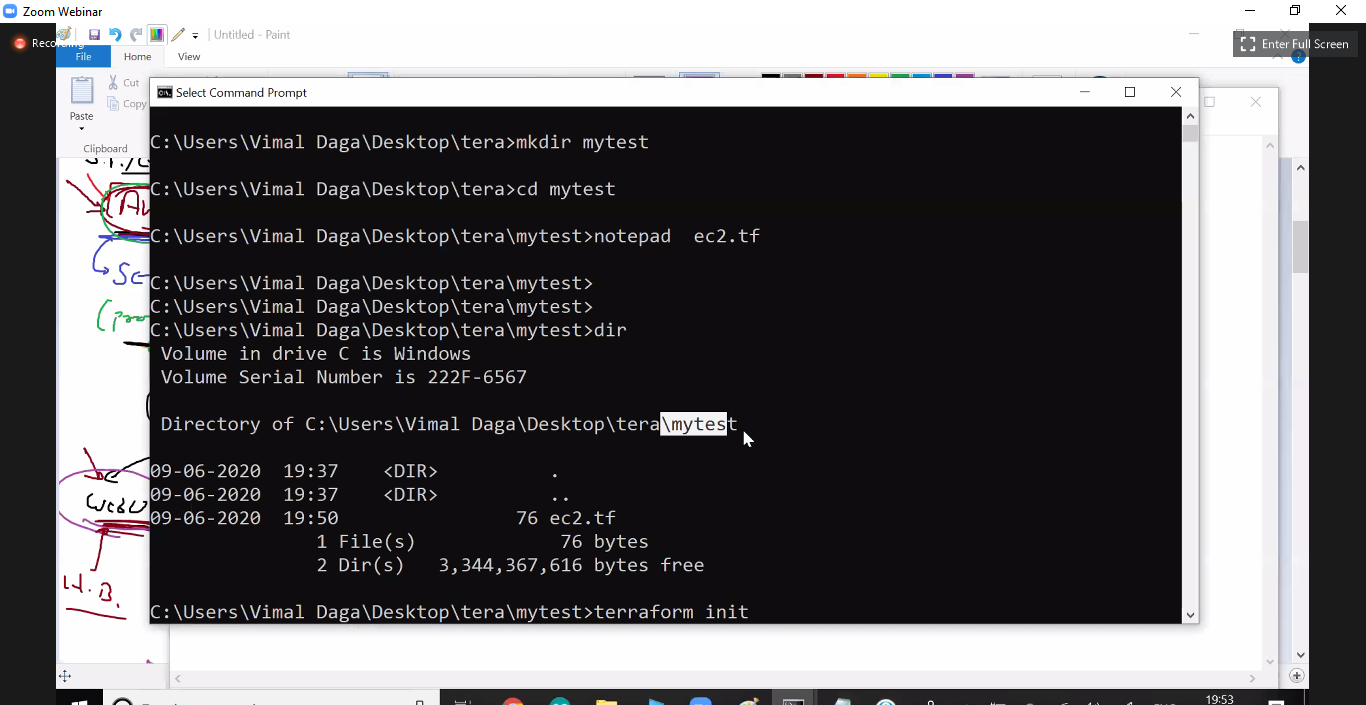 Zoom Webinar
Recording
Untitled - Paint
Enter Full Screen
File Home View
Cut
Copy
Paste
Clipboard
Select Command Prompt
C:\Users\Vimal Daga\Desktop\tera>mkdir mytest
C:\Users\Vimal Daga\Desktop\tera>cd mytest
C:\Users\Vimal Daga\Desktop\tera\mytest>notepad  ec2.tf
C:\Users\Vimal Daga\Desktop\tera\mytest>
C:\Users\Vimal Daga\Desktop\tera\mytest>
C:\Users\Vimal Daga\Desktop\tera\mytest>dir
Volume in drive C is Windows
Volume Serial Number is 222F-6567
Directory of C:\Users\Vimal Daga\Desktop\tera\mytest
09-06-2020  19:37    <DIR>          .
09-06-2020  19:37    <DIR>          ..
09-06-2020  19:50                76 ec2.tf
1 File(s)             76 bytes
2 Dir(s)   3,344,367,616 bytes free
C:\Users\Vimal Daga\Desktop\tera\mytest>terraform init
H.B.
19:53